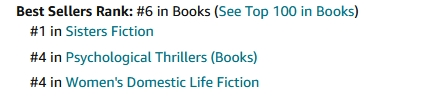 Best Sellers Rank: #6 in Books (See Top 100 in Books)
#1 in Sisters Fiction
#4 in Psychological Thrillers (Books)
#4 in Women's Domestic Life Fiction